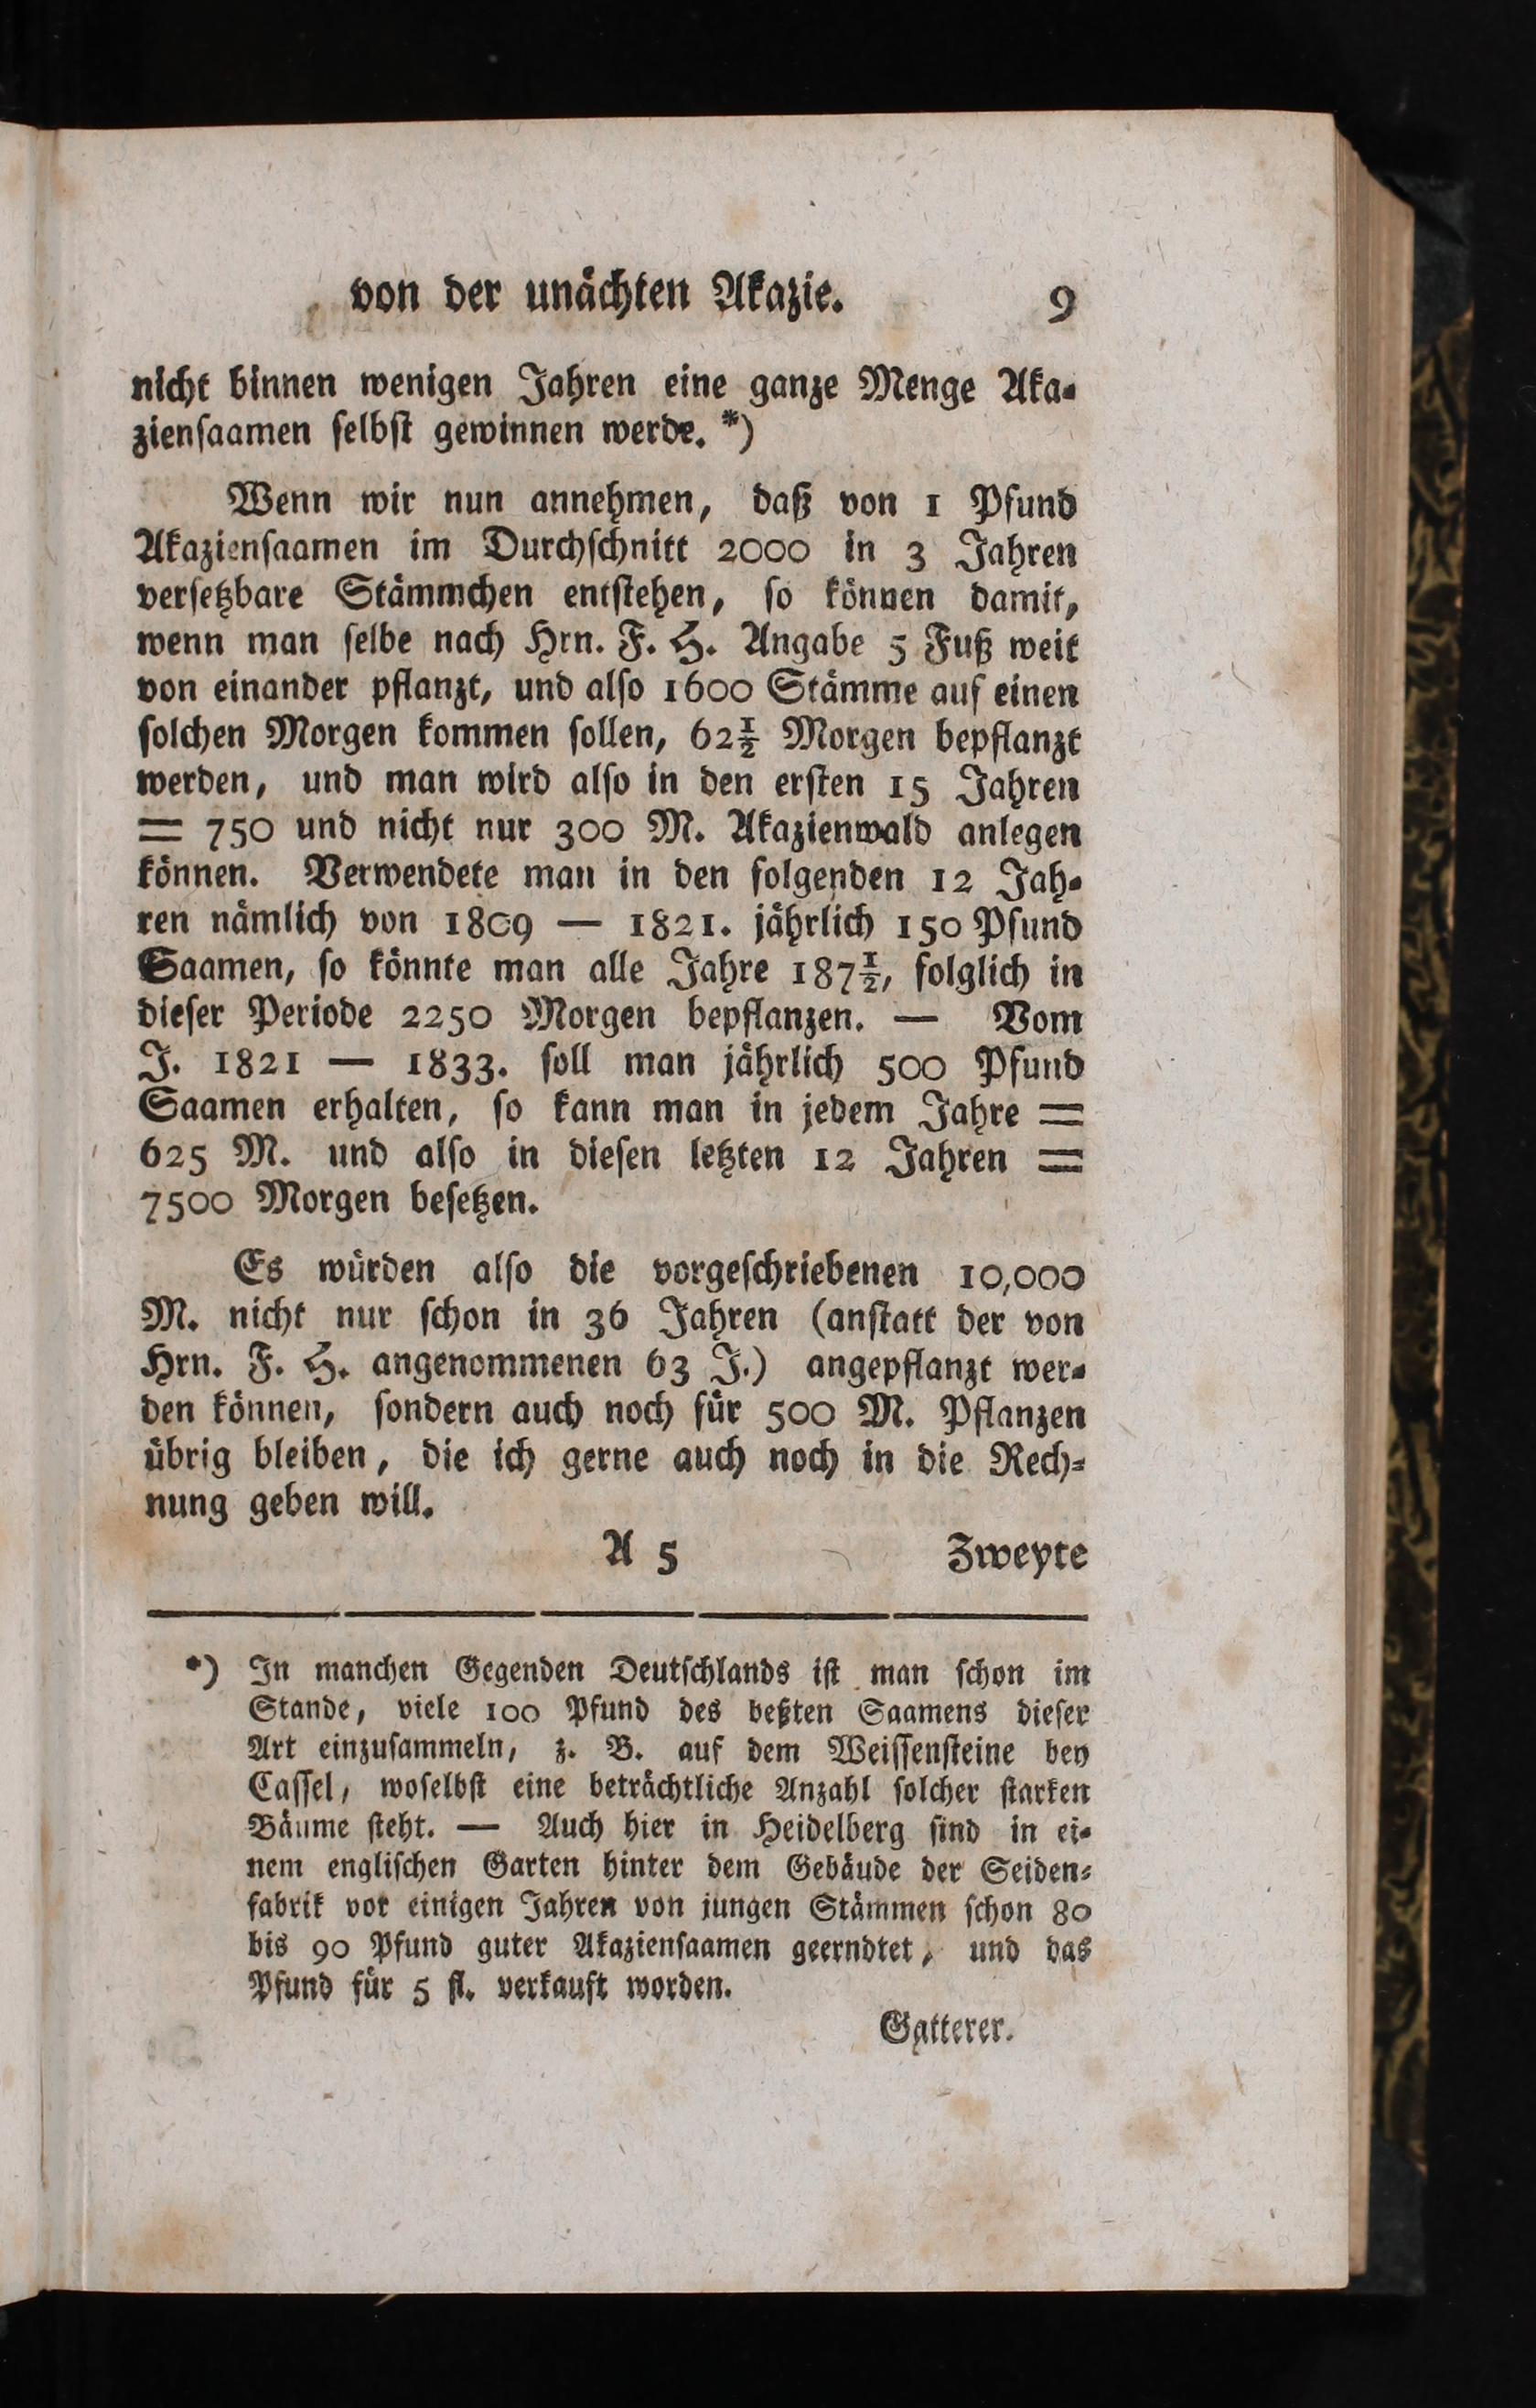 von der unächten Akazie. 9
nicht binnen wenigen Jahren eine ganze Menge Aka-
ziensaamen selbst gewinnen werde. *)
Wenn wir nun annehmen, daß von 1 Pfund
Akaziensaamen im Durchschnitt 2000 in 3 Jahren
versetzbare Stämmchen entstehen, so können damit,
wenn man selbe nach Hrn. F. H. Angabe 5 Fuß weit
von einander pflanzt, und also 1600 Stämme auf einen
solchen Morgen kommen sollen, 62½ Morgen bepflanzt
werden, und man wird also in den ersten 15 Jahren
= 750 und nicht nur 300 M. Akazienwald anlegen
können. Verwendete man in den folgenden 12 Jah-
ren nämlich von 1809 — 1821. jährlich 150 Pfund
Saamen, so könnte man alle Jahre 187½, folglich in
dieser Periode 2250 Morgen bepflanzen. — Vom
J. 1821 — 1833. soll man jährlich 500 Pfund
Saamen erhalten, so kann man in jedem Jahre =
625 M. und also in diesen letzten 12 Jahren =
7500 Morgen besetzen.
Es würden also die vorgeschriebenen 10,000
M. nicht nur schon in 36 Jahren (anstatt der von
Hrn. F. H. angenommenen 63 J.) angepflanzt wer-
den können, sondern auch noch für 500 M. Pflanzen
übrig bleiben, die ich gerne auch noch in die Rech-
nung geben will.
A 5 Zweyte
*) In manchen Gegenden Deutschlands ist man schon im
Stande, viele 100 Pfund des beßten Saamens dieser
Art einzusammeln, z. B. auf dem Weissensteine bey
Cassel, woselbst eine beträchtliche Anzahl solcher starken
Bäume steht. — Auch hier in Heidelberg sind in ei-
nem englischen Garten hinter dem Gebäude der Seiden-
fabrik vor einigen Jahren von jungen Stämmen schon 80
bis 90 Pfund guter Akaziensaamen geerndtet, und das
Pfund für 5 fl. verkauft worden.
Gatterer.